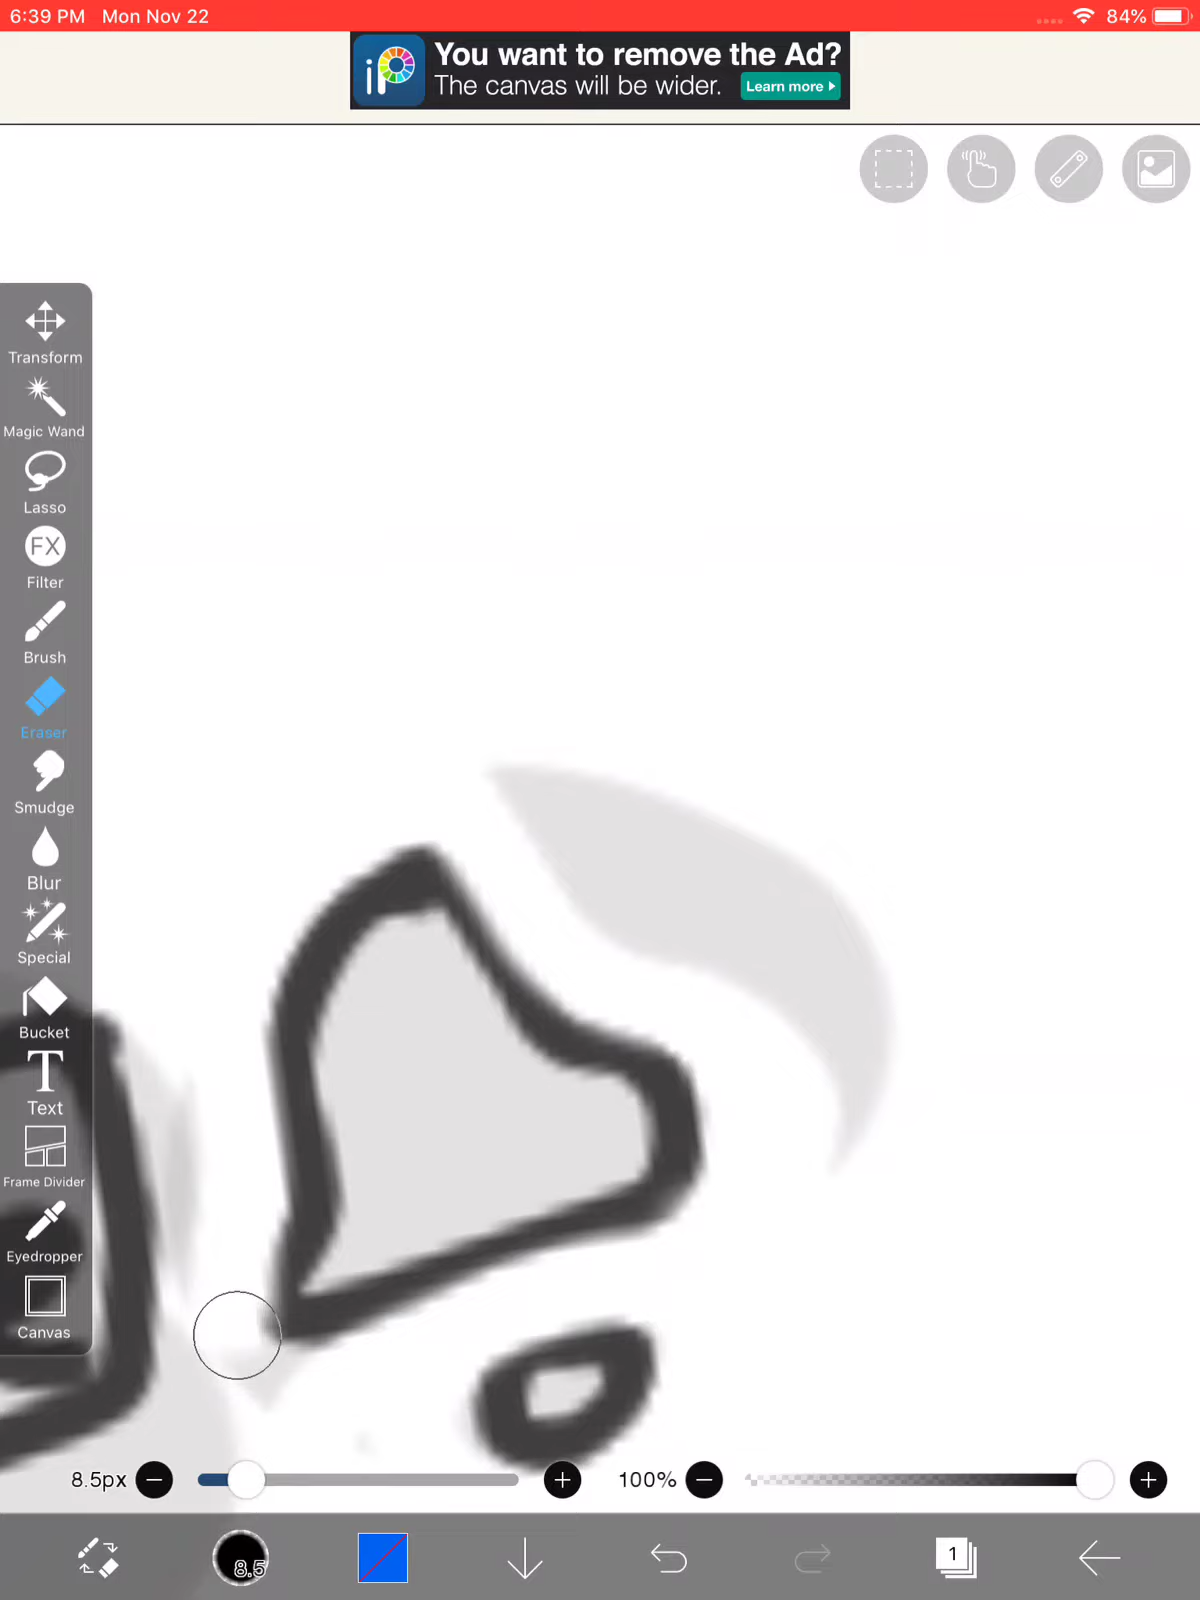 6:39 PM Mon Nov 22
84%
iP
You want to remove the Ad?
The canvas will be wider.
Learn more
Transform
Magic Wand
Lasso
FX
Filter
Brush
Eraser
Smudge
Blur
Special
Bucket
T
Text
Frame Divider
Eyedropper
Canvas
8.5px
100%
8.5
1